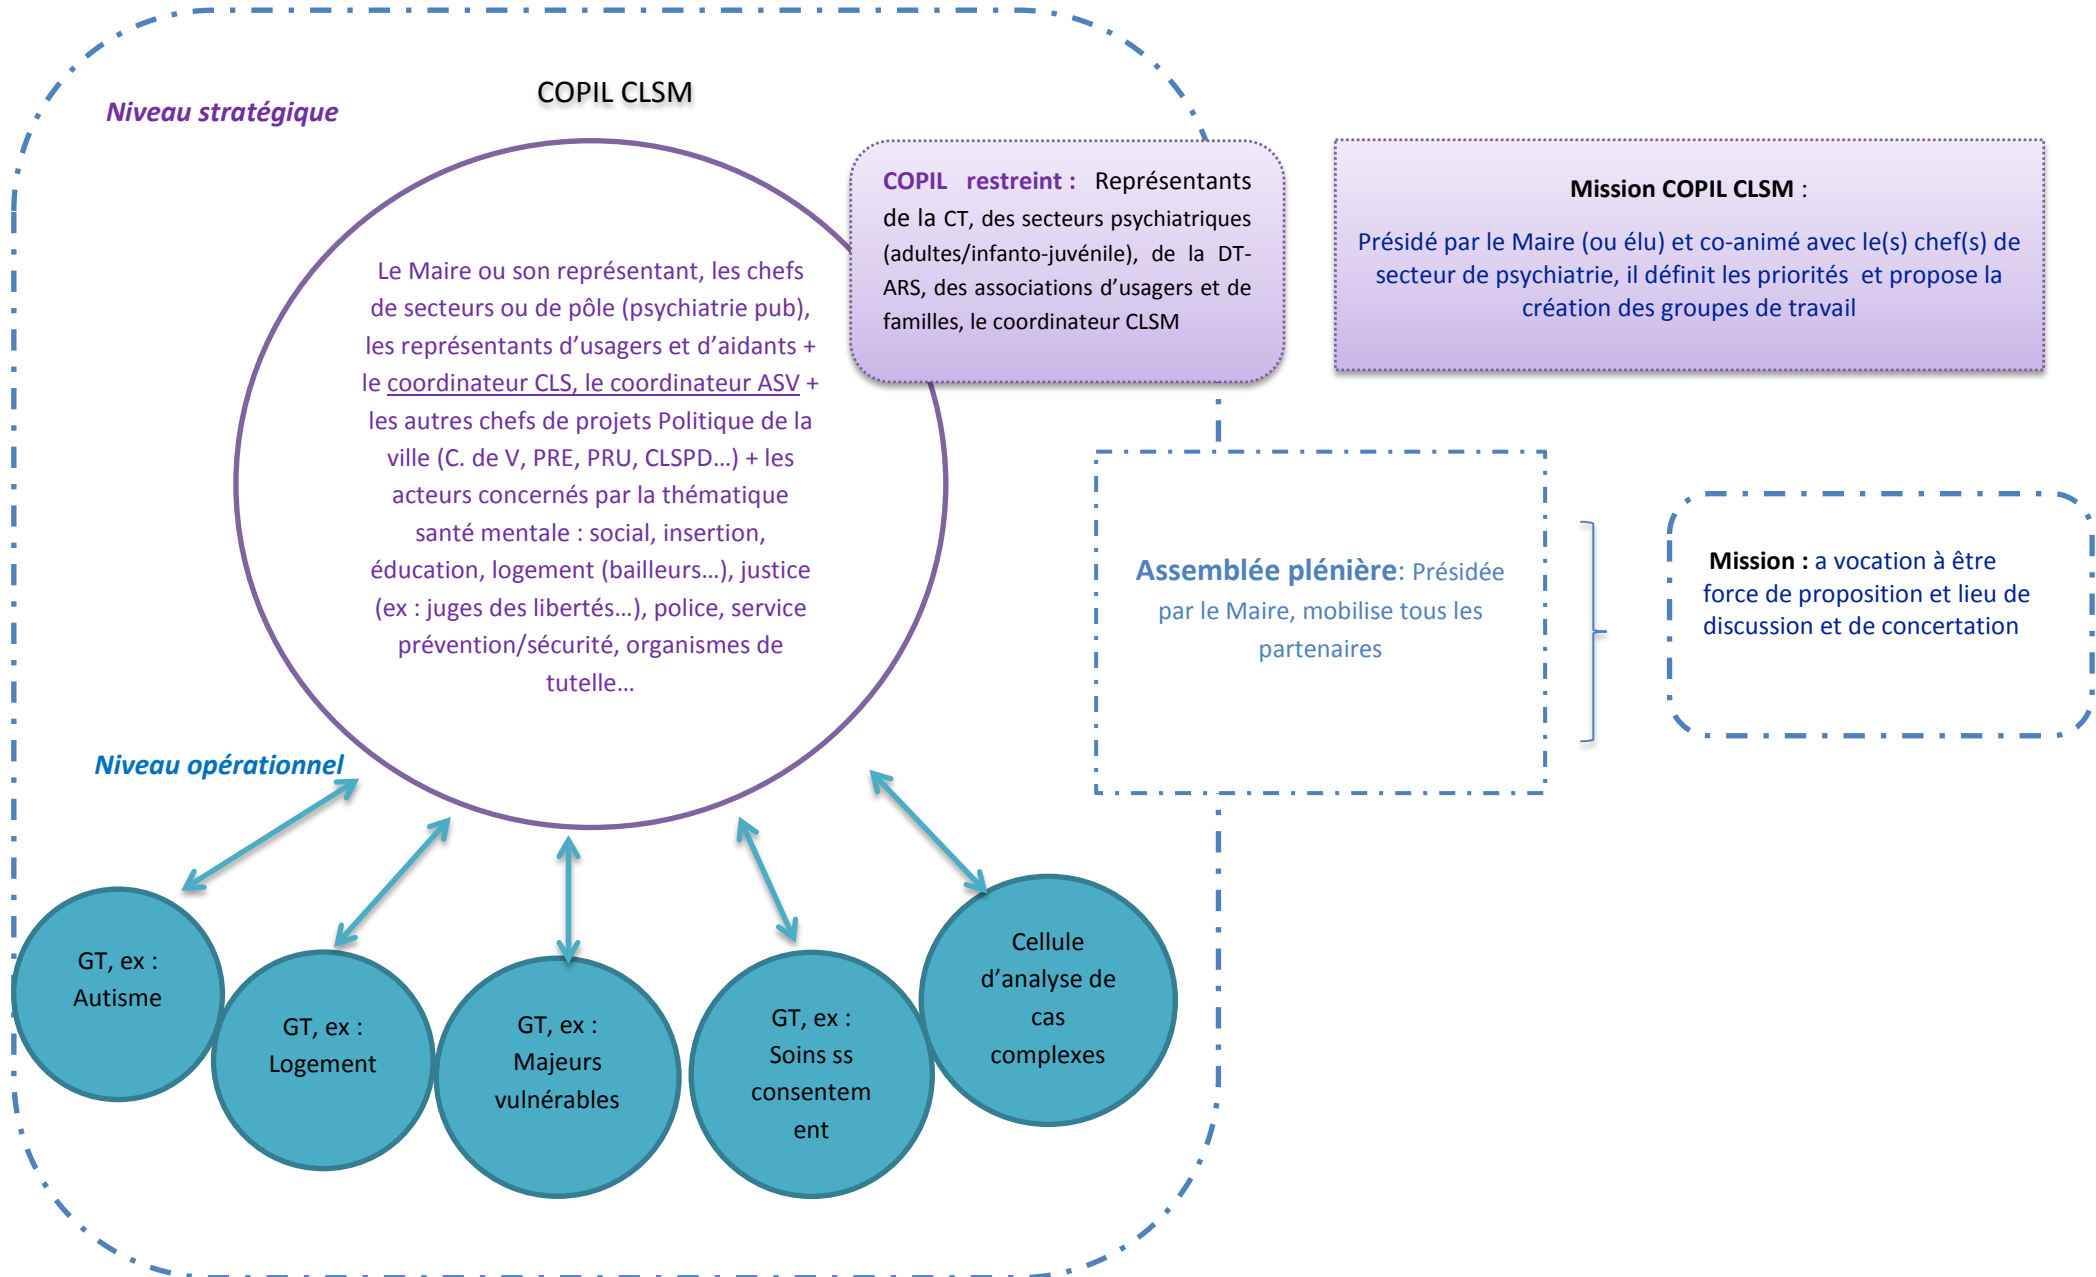 COPIL CLSM
Niveau stratégique
Le Maire ou son représentant, les chefs
de secteurs ou de pôle (psychiatrie pub),
les représentants d’usagers et d’aidants +
le coordinateur CLS, le coordinateur ASV +
les autres chefs de projets Politique de la
ville (C. de V, PRE, PRU, CLSPD…) + les
acteurs concernés par la thématique
santé mentale : social, insertion,
éducation, logement (bailleurs…), justice
(ex : juges des libertés…), police, service
prévention/sécurité, organismes de
tutelle…
COPIL restreint : Représentants
de la CT, des secteurs psychiatriques
(adultes/infanto-juvénile), de la DT-
ARS, des associations d’usagers et de
familles, le coordinateur CLSM
Mission COPIL CLSM :
Présidé par le Maire (ou élu) et co-animé avec le(s) chef(s) de
secteur de psychiatrie, il définit les priorités et propose la
création des groupes de travail
Assemblée plénière: Présidée
par le Maire, mobilise tous les
partenaires
Mission : a vocation à être
force de proposition et lieu de
discussion et de concertation
Niveau opérationnel
GT, ex :
Autisme
GT, ex :
Logement
GT, ex :
Majeurs
vulnérables
GT, ex :
Soins ss
consentem
ent
Cellule
d’analyse de
cas
complexes